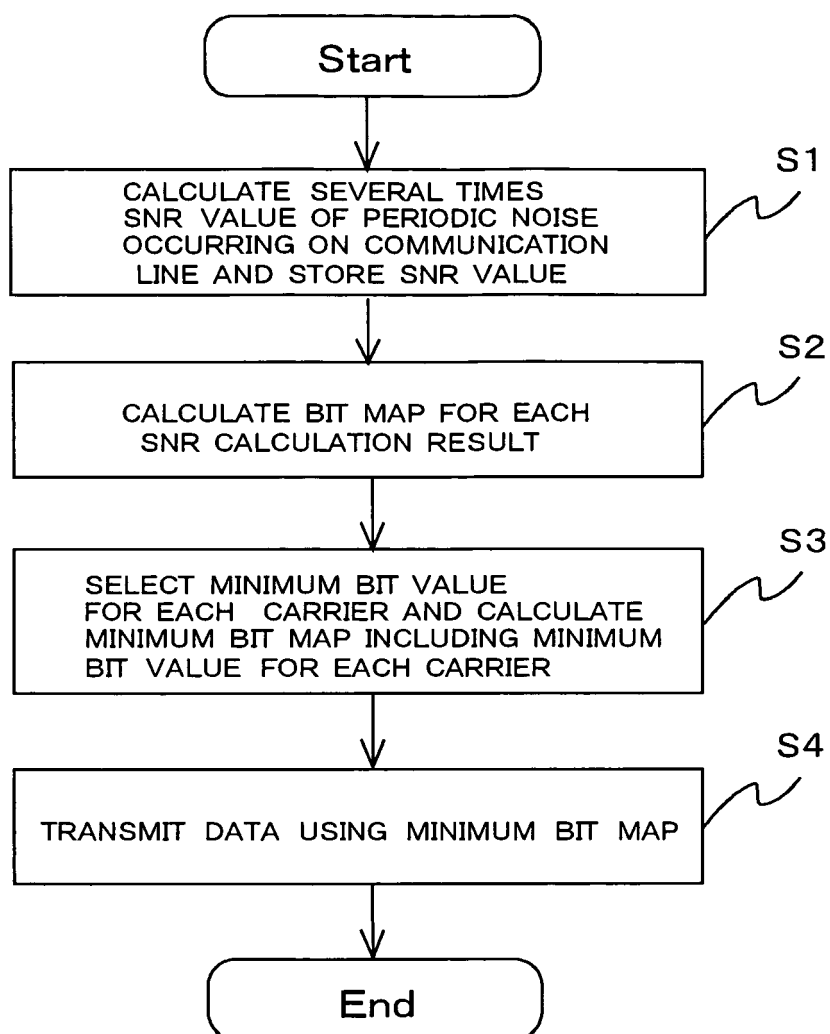 Start
S1
CALCULATE SEVERAL TIMES
SNR VALUE OF PERIODIC NOISE
OCCURRING ON COMMUNICATION
LINE AND STORE SNR VALUE
S2
CALCULATE BIT MAP FOR EACH
SNR CALCULATION RESULT
S3
SELECT MINIMUM BIT VALUE
FOR EACH CARRIER AND CALCULATE
MINIMUM BIT MAP INCLUDING MINIMUM
BIT VALUE FOR EACH CARRIER
S4
TRANSMIT DATA USING MINIMUM BIT MAP
End